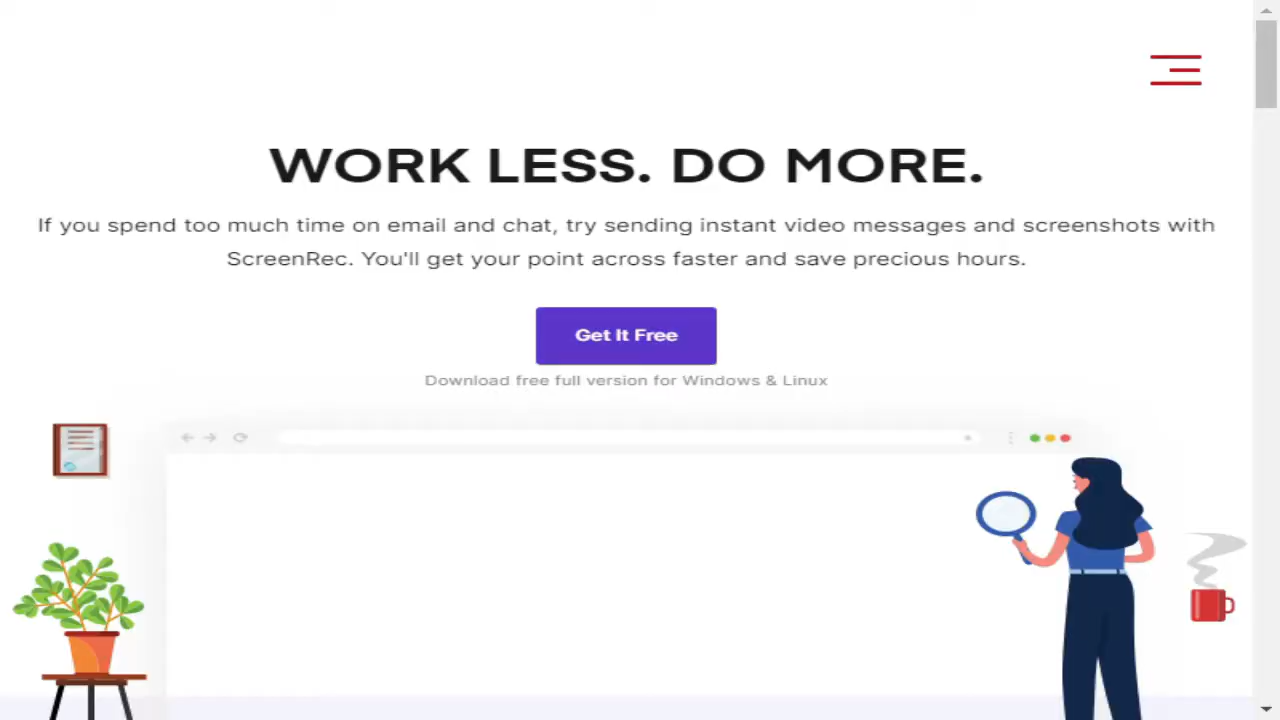 WORK LESS. DO MORE.
If you spend too much time on email and chat, try sending instant video messages and screenshots with
ScreenRec. You'll get your point across faster and save precious hours.
Get It Free
Download free full version for Windows & Linux